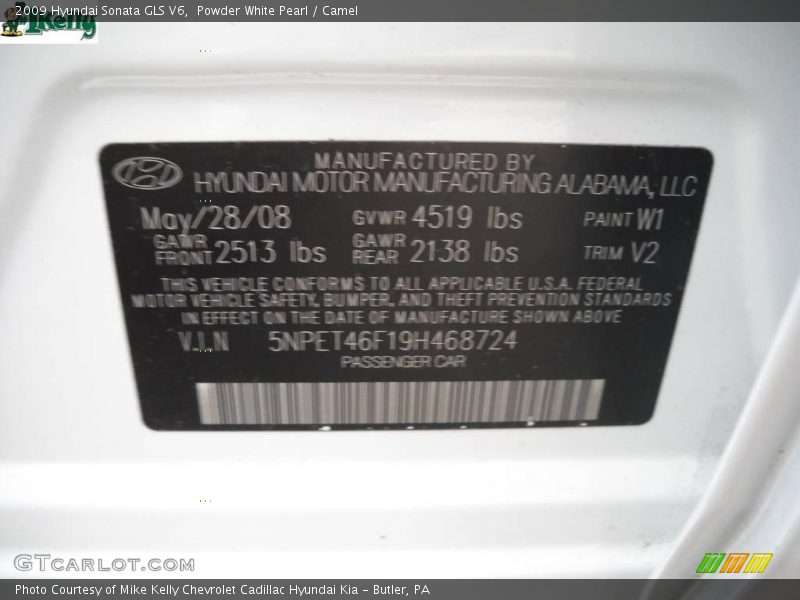 2009 Hyundai Sonata GLS V6, Powder White Pearl / Camel
Kelly
MANUFACTURED BY
HYUNDAI MOTOR MANUFACTURING ALABAMA, LLC
May/28/08 GVWR 4519 lbs PAINT W1
GAWR FRONT 2513 lbs GAWR REAR 2138 lbs TRIM V2
THIS VEHICLE CONFORMS TO ALL APPLICABLE U.S.A. FEDERAL
MOTOR VEHICLE SAFETY, BUMPER, AND THEFT PREVENTION STANDARDS
IN EFFECT ON THE DATE OF MANUFACTURE SHOWN ABOVE
V.I.N 5NPET46F19H468724
PASSENGER CAR
GTCARLOT.COM
Photo Courtesy of Mike Kelly Chevrolet Cadillac Hyundai Kia - Butler, PA